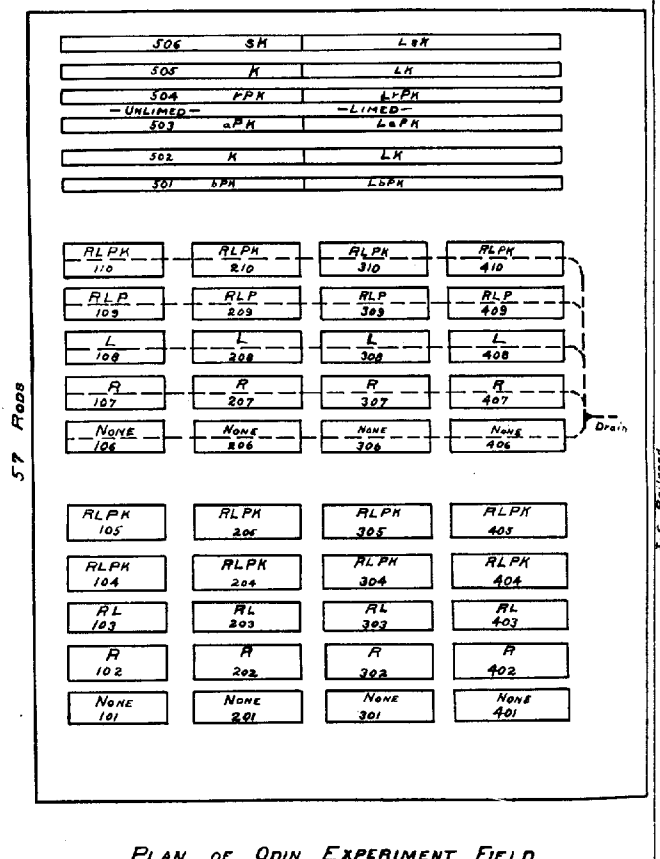 506 SK LsK
505 K LK
504 rPK LrPK
— UNLIMED — — LIMED —
503 aPK LaPK
502 K LK
501 bPK LbPK
RLPK RLPK RLPK RLPK
110 210 310 410
RLP RLP RLP RLP
109 209 309 409
L L L L
108 208 308 408
R R R R
107 207 307 407
NONE NONE NONE NONE
106 206 306 406
Drain
57 RODS
RLPK RLPK RLPK RLPK
105 206 305 405
RLPK RLPK RLPK RLPK
104 204 304 404
RL RL RL RL
103 203 303 403
R R R R
102 202 302 402
NONE NONE NONE NONE
101 201 301 401
Railroad
PLAN OF ODIN EXPERIMENT FIELD